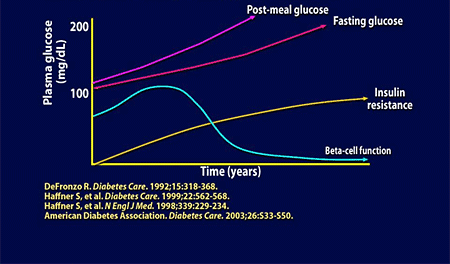 Post-meal glucose
200
Fasting glucose
Plasma glucose
(mg/dL)
100
Insulin
resistance
Beta-cell function
Time (years)
DeFronzo R. Diabetes Care. 1992;15:318-368.
Haffner S, et al. Diabetes Care. 1999;22:562-568.
Haffner S, et al. N Engl J Med. 1998;339:229-234.
American Diabetes Association. Diabetes Care. 2003;26:S33-S50.